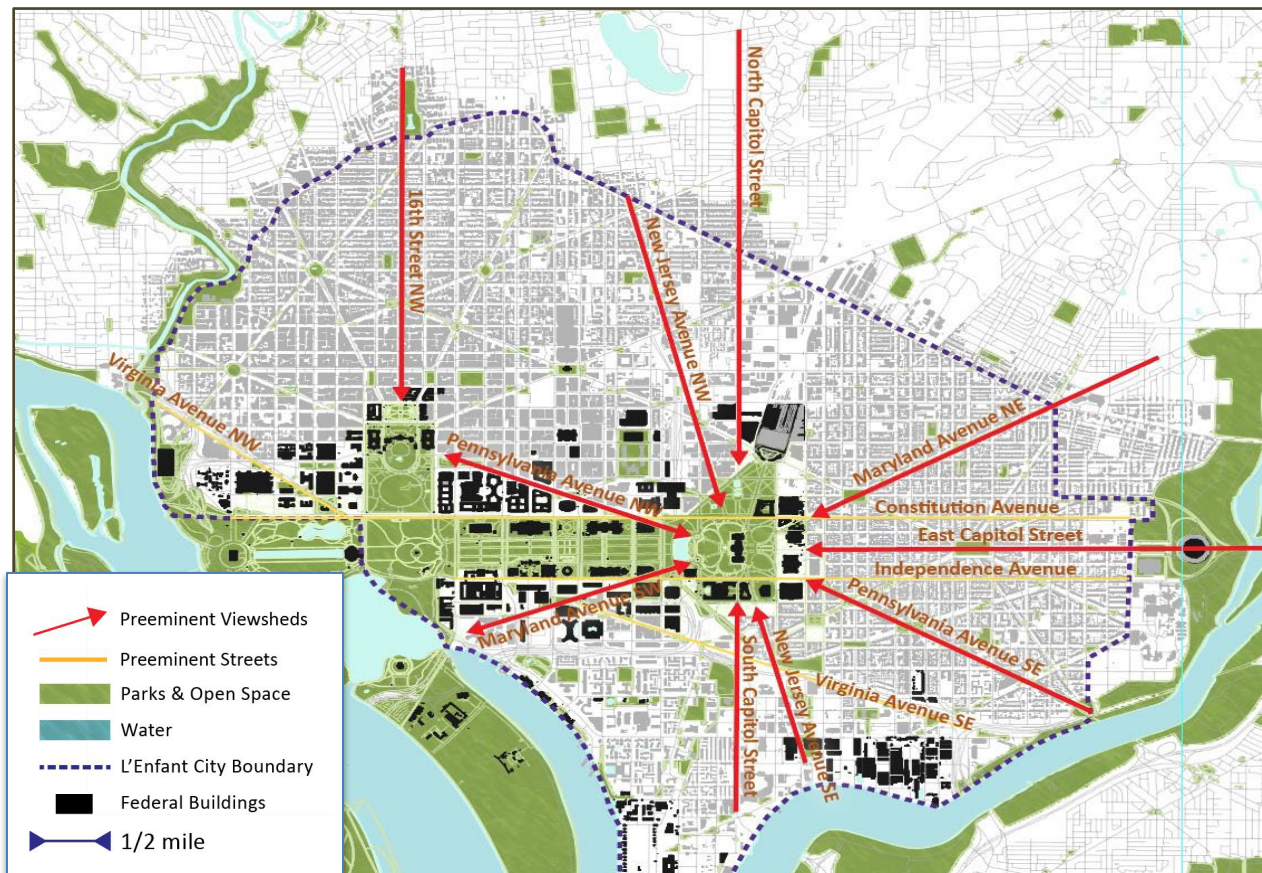 North Capitol Street
16th Street NW
New Jersey Avenue NW
Virginia Avenue NW
Pennsylvania Avenue NW
Maryland Avenue NE
Constitution Avenue
East Capitol Street
Independence Avenue
Pennsylvania Avenue SE
Maryland Avenue SW
South Capitol Street
New Jersey Avenue SE
Virginia Avenue SE
Preeminent Viewsheds
Preeminent Streets
Parks & Open Space
Water
L'Enfant City Boundary
Federal Buildings
1/2 mile